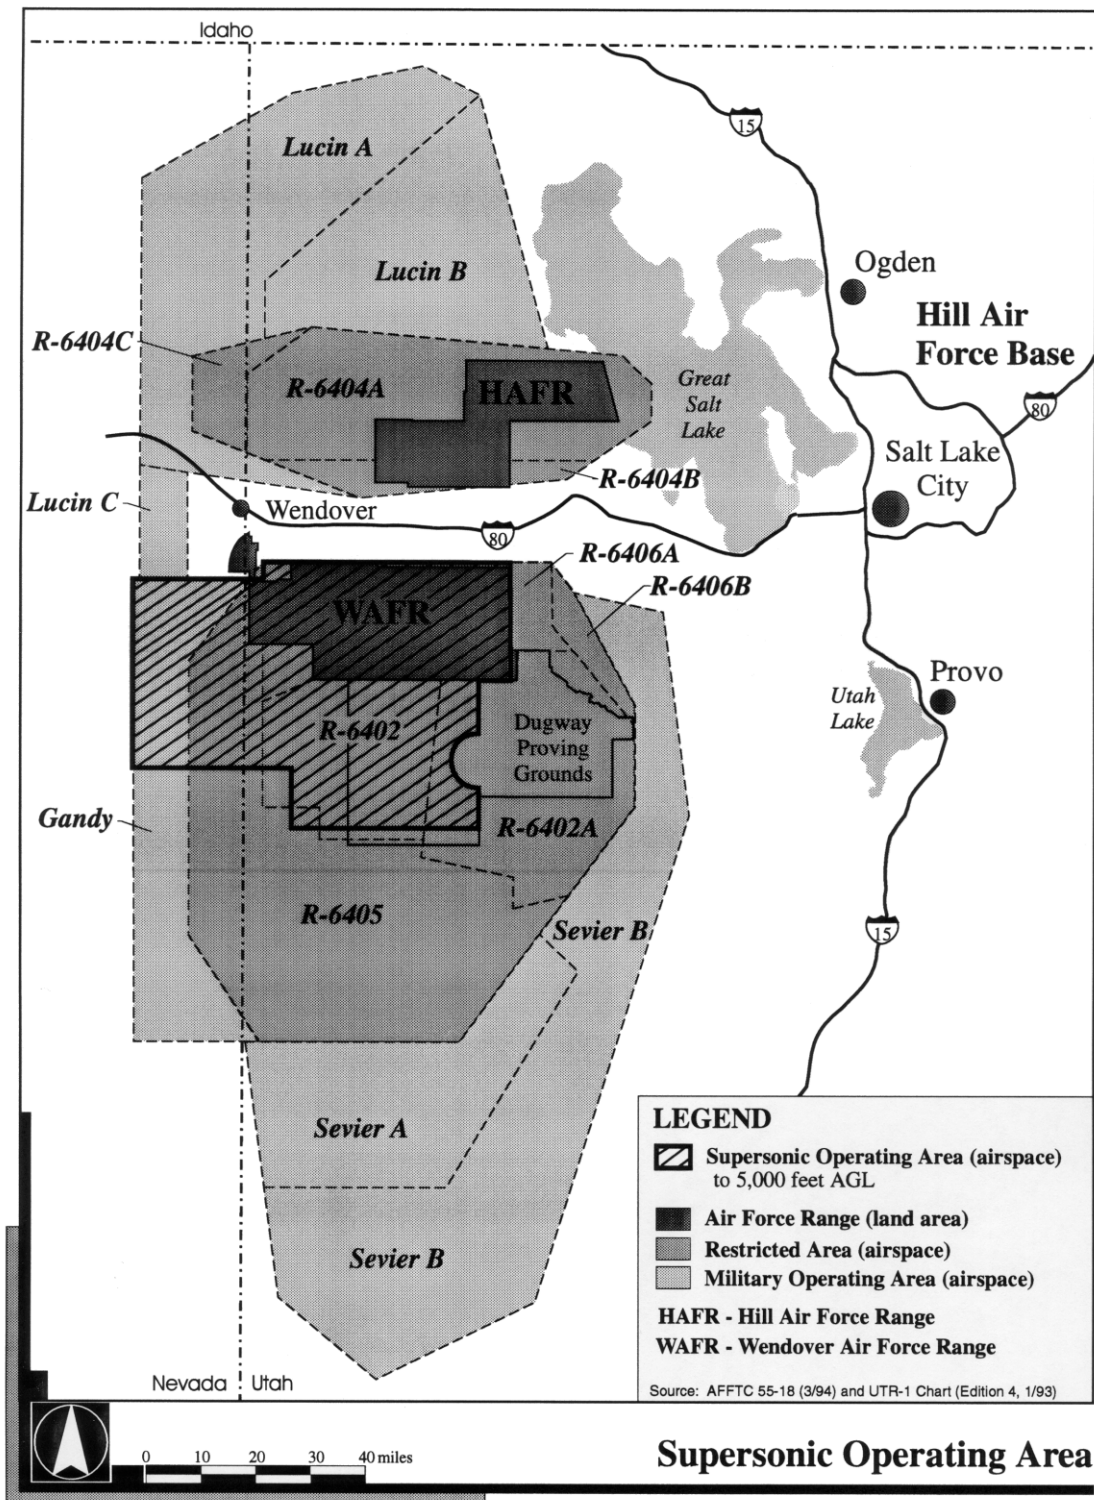 Idaho
Lucin A
15
Lucin B
Ogden
Hill Air
Force Base
R-6404C
R-6404A
HAFR
Great
Salt
Lake
80
R-6404B
Salt Lake
City
Lucin C
Wendover
80
R-6406A
R-6406B
WAFR
Provo
Utah
Lake
R-6402
Dugway
Proving
Grounds
Gandy
R-6402A
R-6405
Sevier B
15
Sevier A
Sevier B
Nevada
Utah
LEGEND
Supersonic Operating Area (airspace)
to 5,000 feet AGL
Air Force Range (land area)
Restricted Area (airspace)
Military Operating Area (airspace)
HAFR - Hill Air Force Range
WAFR - Wendover Air Force Range
Source: AFFTC 55-18 (3/94) and UTR-1 Chart (Edition 4, 1/93)
0 10 20 30 40 miles
Supersonic Operating Area